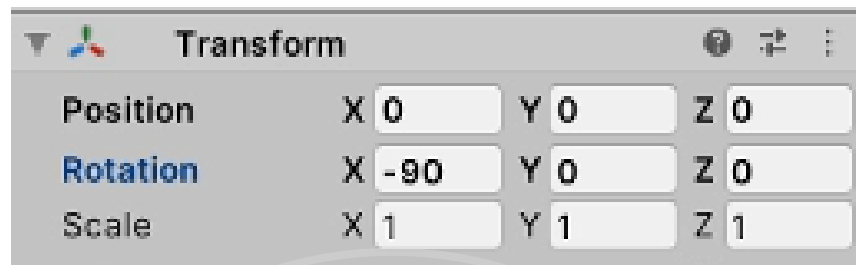 Transform
Position X 0 Y 0 Z 0
Rotation X -90 Y 0 Z 0
Scale X 1 Y 1 Z 1